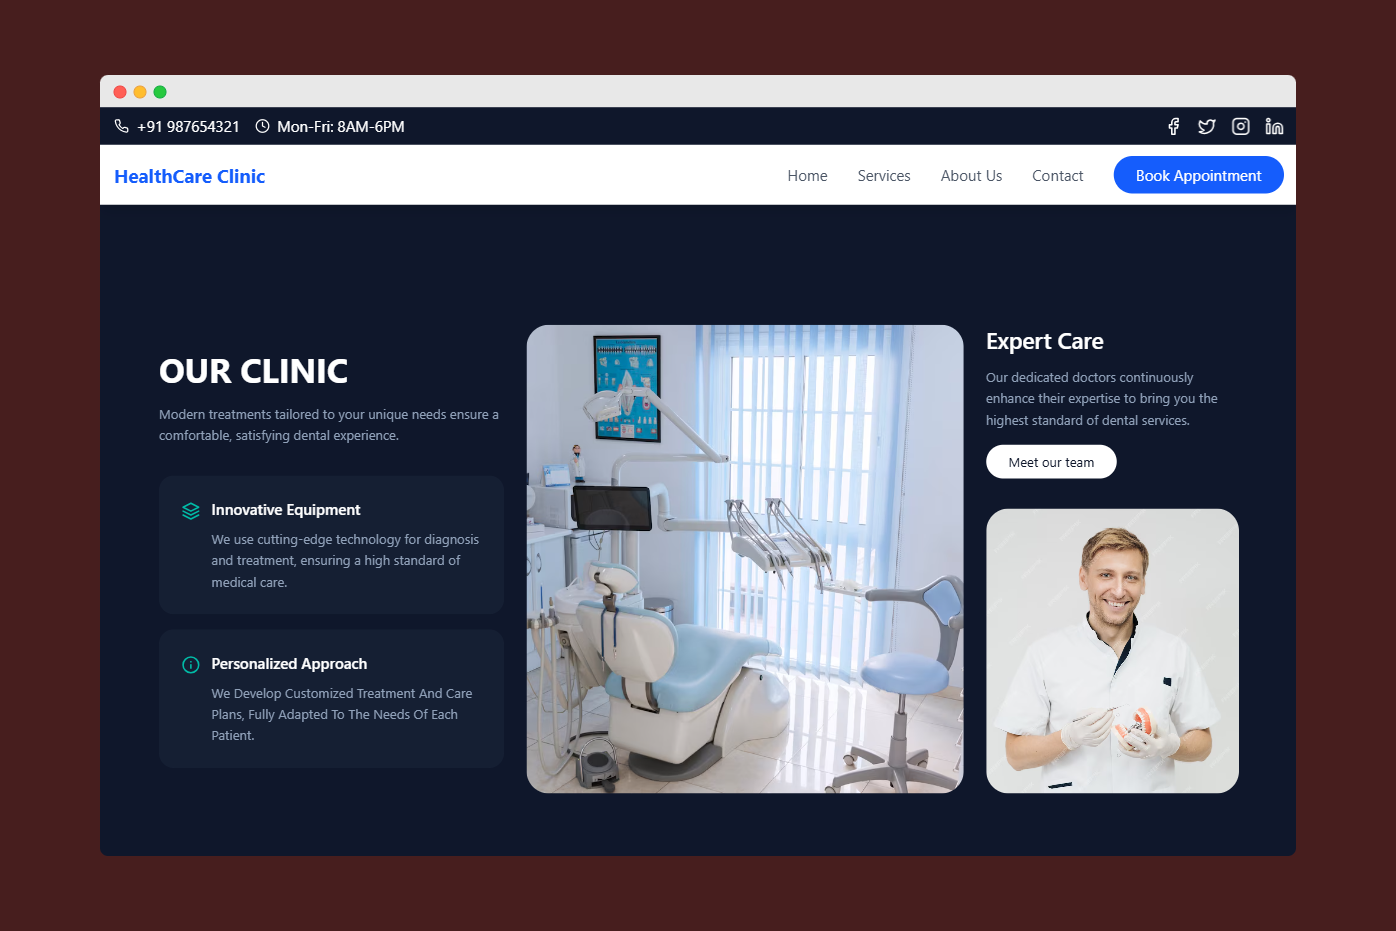 +91 987654321 Mon-Fri: 8AM-6PM
HealthCare Clinic Home Services About Us Contact Book Appointment
OUR CLINIC
Modern treatments tailored to your unique needs ensure a
comfortable, satisfying dental experience.
Innovative Equipment
We use cutting-edge technology for diagnosis
and treatment, ensuring a high standard of
medical care.
Personalized Approach
We Develop Customized Treatment And Care
Plans, Fully Adapted To The Needs Of Each
Patient.
Expert Care
Our dedicated doctors continuously
enhance their expertise to bring you the
highest standard of dental services.
Meet our team